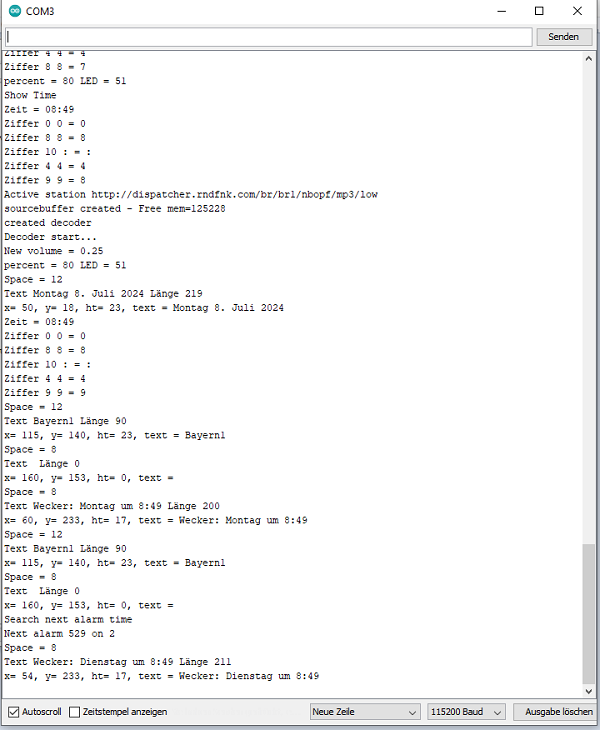 COM3
Senden
Ziffer 4 4 = 4
Ziffer 8 8 = 7
percent = 80 LED = 51
Show Time
Zeit = 08:49
Ziffer 0 0 = 0
Ziffer 8 8 = 8
Ziffer 10 : = :
Ziffer 4 4 = 4
Ziffer 9 9 = 8
Active station http://dispatcher.rndfnk.com/br/br1/nbopf/mp3/low
sourcebuffer created - Free mem=125228
created decoder
Decoder start...
New volume = 0.25
percent = 80 LED = 51
Space = 12
Text Montag 8. Juli 2024 Länge 219
x= 50, y= 18, ht= 23, text = Montag 8. Juli 2024
Zeit = 08:49
Ziffer 0 0 = 0
Ziffer 8 8 = 8
Ziffer 10 : = :
Ziffer 4 4 = 4
Ziffer 9 9 = 9
Space = 12
Text Bayern1 Länge 90
x= 115, y= 140, ht= 23, text = Bayern1
Space = 8
Text  Länge 0
x= 160, y= 153, ht= 0, text =
Space = 8
Text Wecker: Montag um 8:49 Länge 200
x= 60, y= 233, ht= 17, text = Wecker: Montag um 8:49
Space = 12
Text Bayern1 Länge 90
x= 115, y= 140, ht= 23, text = Bayern1
Space = 8
Text  Länge 0
x= 160, y= 153, ht= 0, text =
Search next alarm time
Next alarm 529 on 2
Space = 8
Text Wecker: Dienstag um 8:49 Länge 211
x= 54, y= 233, ht= 17, text = Wecker: Dienstag um 8:49
Autoscroll Zeitstempel anzeigen Neue Zeile 115200 Baud Ausgabe löschen